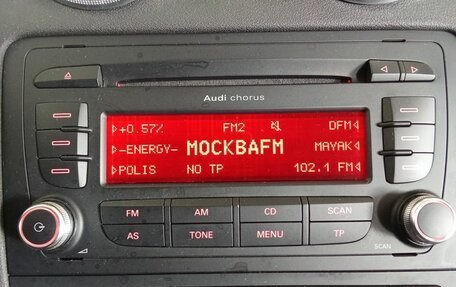 Audi chorus
+0.57% FM2 DFM
-ENERGY- МОСКВАFM MAYAK
POLIS NO TP 102.1 FM
FM AM CD SCAN
AS TONE MENU TP
SCAN